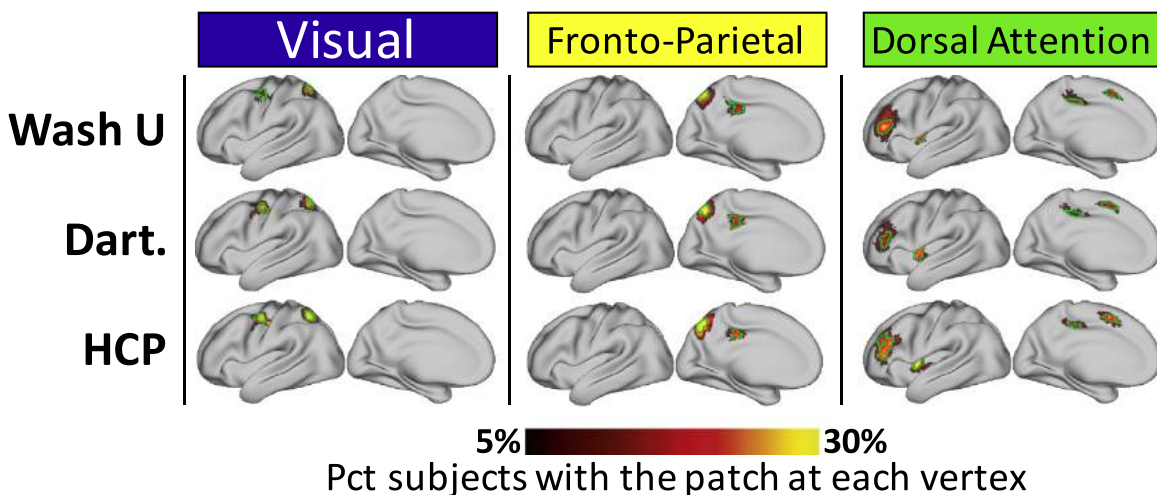 Visual
Fronto-Parietal
Dorsal Attention
Wash U
Dart.
HCP
5%
30%
Pct subjects with the patch at each vertex